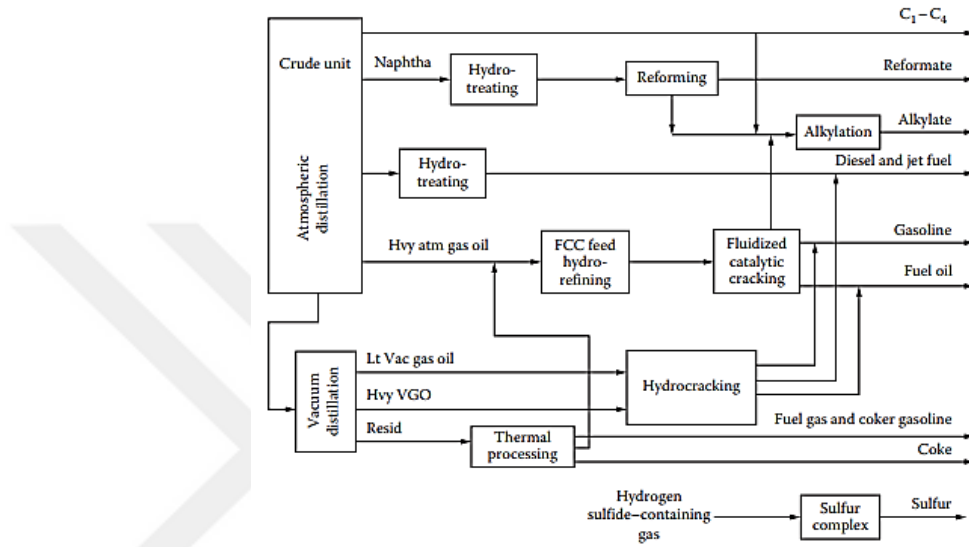 C₁–C₄
Crude unit
Naphtha
Hydro-
treating
Reforming
Reformate
Alkylation
Alkylate
Atmospheric
distillation
Hydro-
treating
Diesel and jet fuel
Hvy atm gas oil
FCC feed
hydro-
refining
Fluidized
catalytic
cracking
Gasoline
Fuel oil
Vacuum
distillation
Lt Vac gas oil
Hvy VGO
Resid
Hydrocracking
Thermal
processing
Fuel gas and coker gasoline
Coke
Hydrogen
sulfide–containing
gas
Sulfur
complex
Sulfur